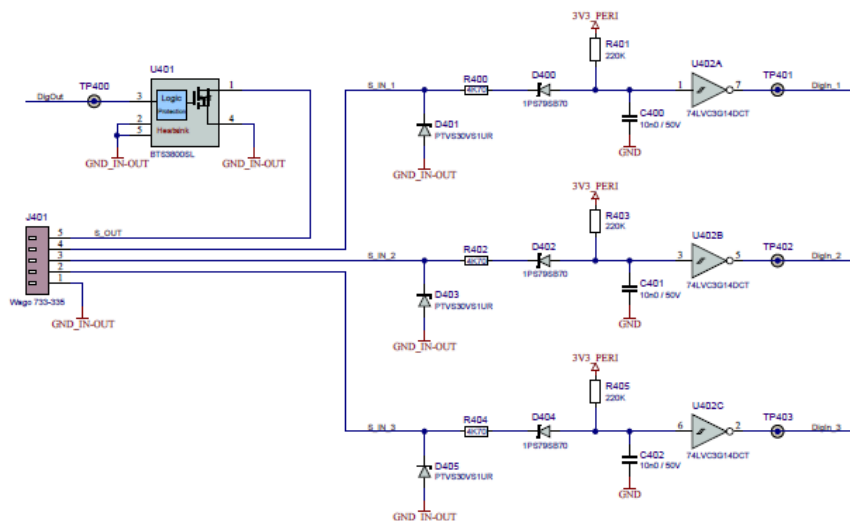 U401
DigOut
TP400
3
1
Logic
Protection
2
5
Heatsink
4
BTS3800SL
GND_IN-OUT
GND_IN-OUT
J401
5
4
3
2
1
S_OUT
Wago 733-335
GND_IN-OUT
3V3_PERI
R401
220K
S_IN_1
R400
4K70
D400
1PS79SB70
U402A
1
7
74LVC3G14DCT
TP401
DigIn_1
D401
PTVS30VS1UR
GND_IN-OUT
C400
10n0 / 50V
GND
3V3_PERI
R403
220K
S_IN_2
R402
4K70
D402
1PS79SB70
U402B
3
5
74LVC3G14DCT
TP402
DigIn_2
D403
PTVS30VS1UR
GND_IN-OUT
C401
10n0 / 50V
GND
3V3_PERI
R405
220K
S_IN_3
R404
4K70
D404
1PS79SB70
U402C
6
2
74LVC3G14DCT
TP403
DigIn_3
D405
PTVS30VS1UR
GND_IN-OUT
C402
10n0 / 50V
GND